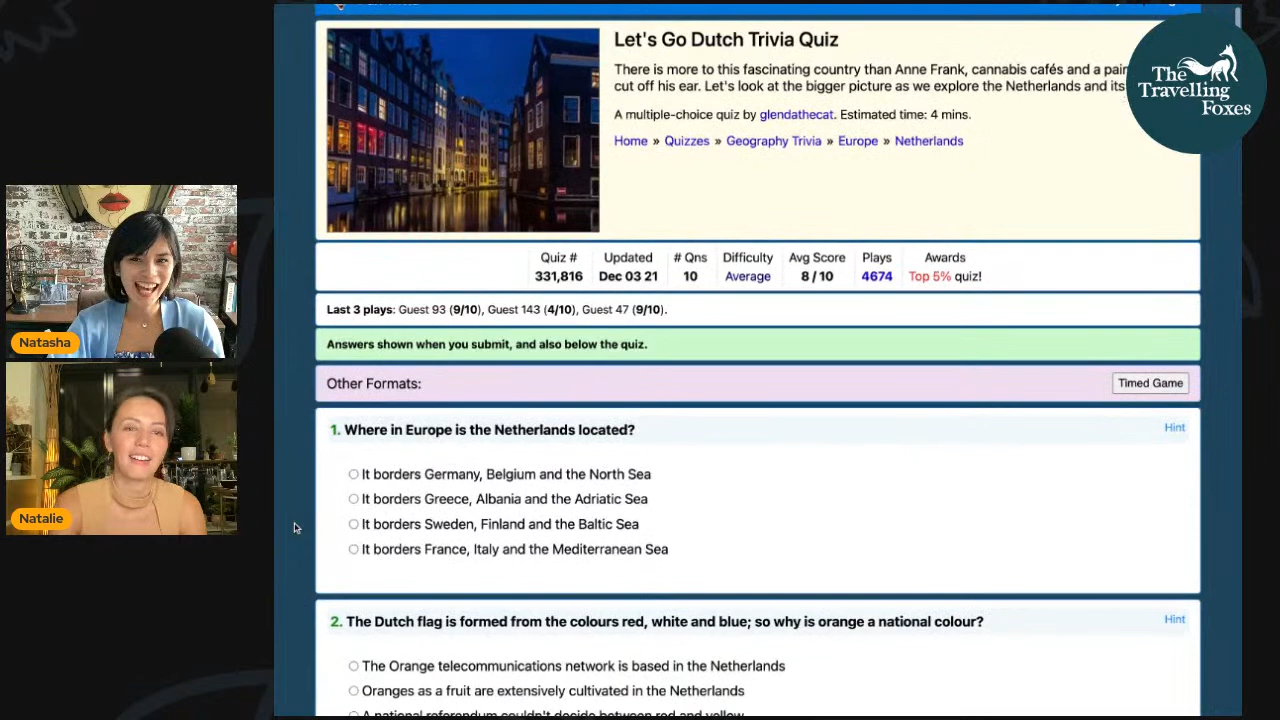 Let's Go Dutch Trivia Quiz
There is more to this fascinating country than Anne Frank, cannabis cafés and a pain
cut off his ear. Let's look at the bigger picture as we explore the Netherlands and its
A multiple-choice quiz by glendathecat. Estimated time: 4 mins.
Home » Quizzes » Geography Trivia » Europe » Netherlands
The
Travelling
Foxes
Quiz # Updated # Qns Difficulty Avg Score Plays Awards
331,816 Dec 03 21 10 Average 8 / 10 4674 Top 5% quiz!
Last 3 plays: Guest 93 (9/10), Guest 143 (4/10), Guest 47 (9/10).
Answers shown when you submit, and also below the quiz.
Other Formats: Timed Game
1. Where in Europe is the Netherlands located? Hint
It borders Germany, Belgium and the North Sea
It borders Greece, Albania and the Adriatic Sea
It borders Sweden, Finland and the Baltic Sea
It borders France, Italy and the Mediterranean Sea
2. The Dutch flag is formed from the colours red, white and blue; so why is orange a national colour? Hint
The Orange telecommunications network is based in the Netherlands
Oranges as a fruit are extensively cultivated in the Netherlands
A national referendum couldn't decide between red and yellow
Natasha
Natalie